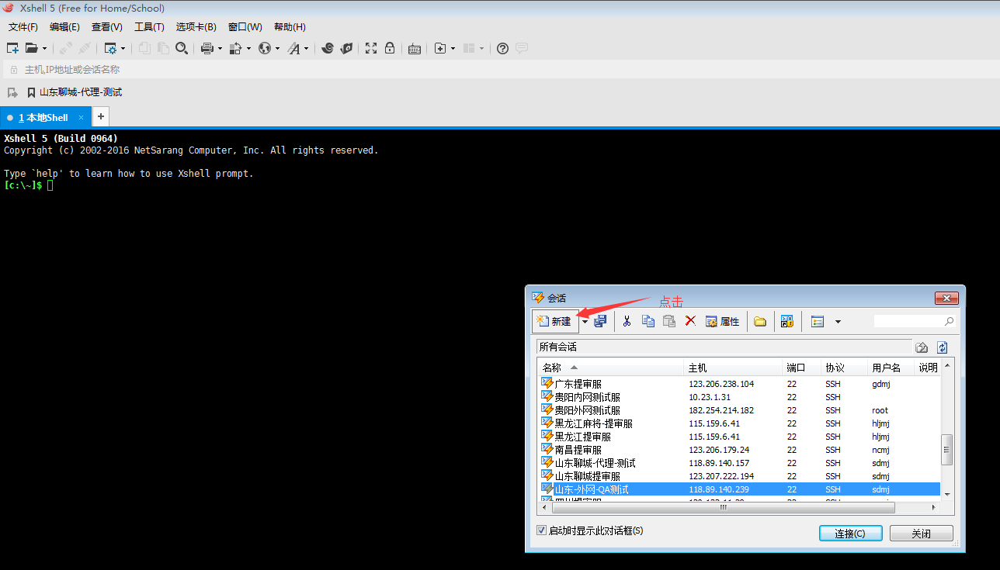 Xshell 5 (Free for Home/School)
文件(F) 编辑(E) 查看(V) 工具(T) 选项卡(B) 窗口(W) 帮助(H)
主机,IP地址或会话名称
山东聊城-代理-测试
1 本地Shell × +
Xshell 5 (Build 0964)
Copyright (c) 2002-2016 NetSarang Computer, Inc. All rights reserved.
Type `help' to learn how to use Xshell prompt.
[c:\~]$
会话
点击
新建 属性
所有会话
名称 主机 端口 协议 用户名 说明
广东提审服 123.206.238.104 22 SSH gdmj
贵阳内网测试服 10.23.1.31 22 SSH
贵阳外网测试服 182.254.214.182 22 SSH root
黑龙江麻将-提审服 115.159.6.41 22 SSH hljmj
黑龙江提审服 115.159.6.41 22 SSH hljmj
南昌提审服 123.206.179.24 22 SSH ncmj
山东聊城-代理-测试 118.89.140.157 22 SSH sdmj
山东聊城提审服 123.207.222.194 22 SSH sdmj
山东-外网-QA测试 118.89.140.239 22 SSH sdmj
启动时显示此对话框(S)
连接(C) 关闭